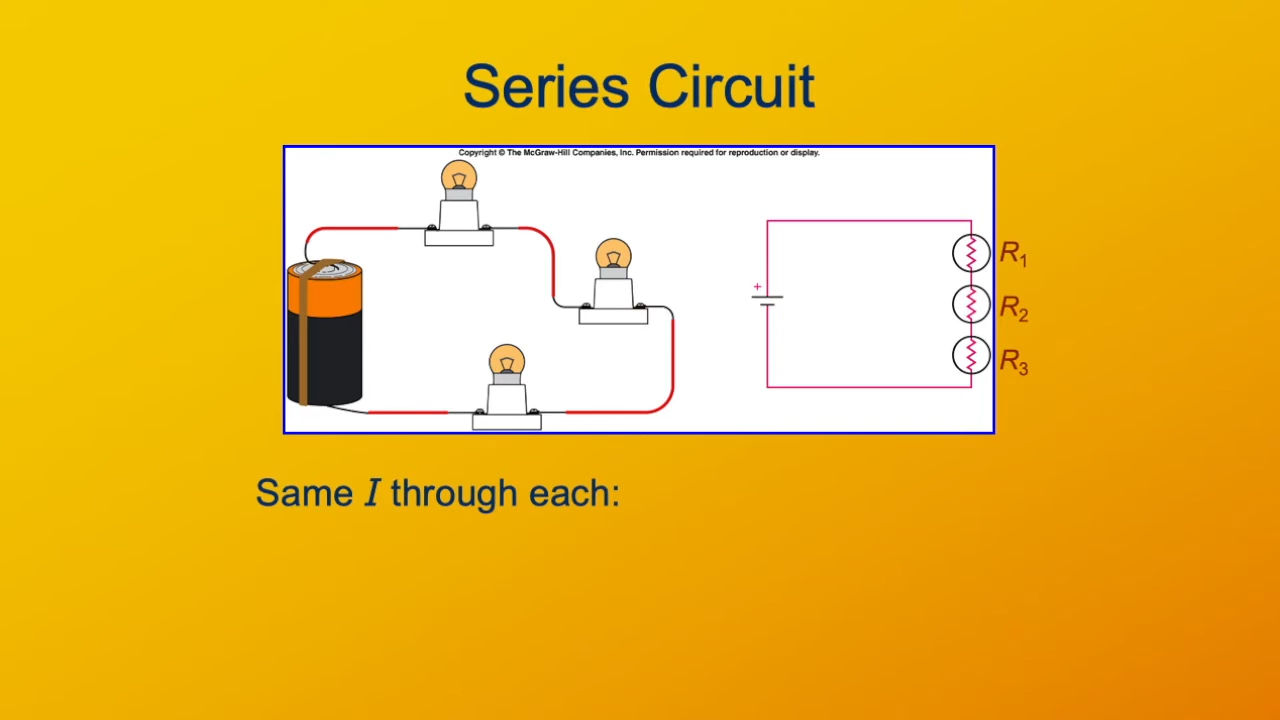 Series Circuit
Copyright © The McGraw-Hill Companies, Inc. Permission required for reproduction or display.
+
R₁
R₂
R₃
Same I through each: